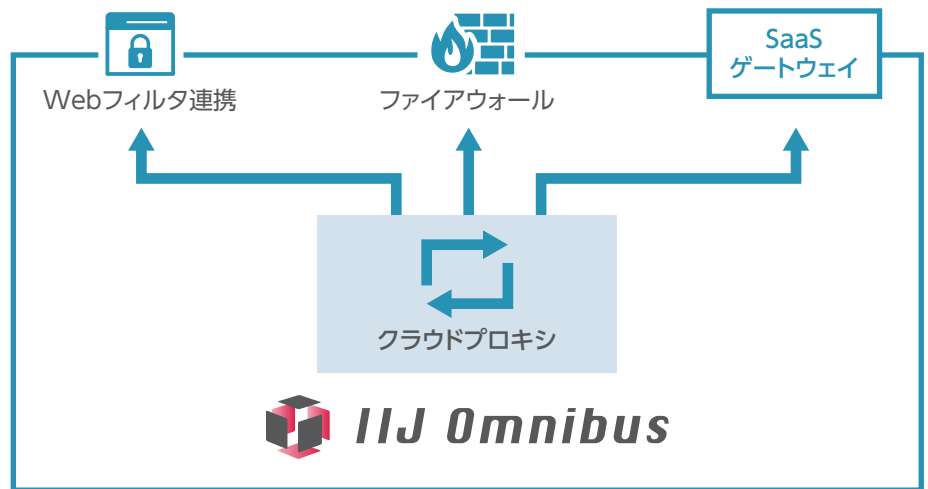 SaaS
ゲートウェイ
Webフィルタ連携
ファイアウォール
クラウドプロキシ
IIJ Omnibus